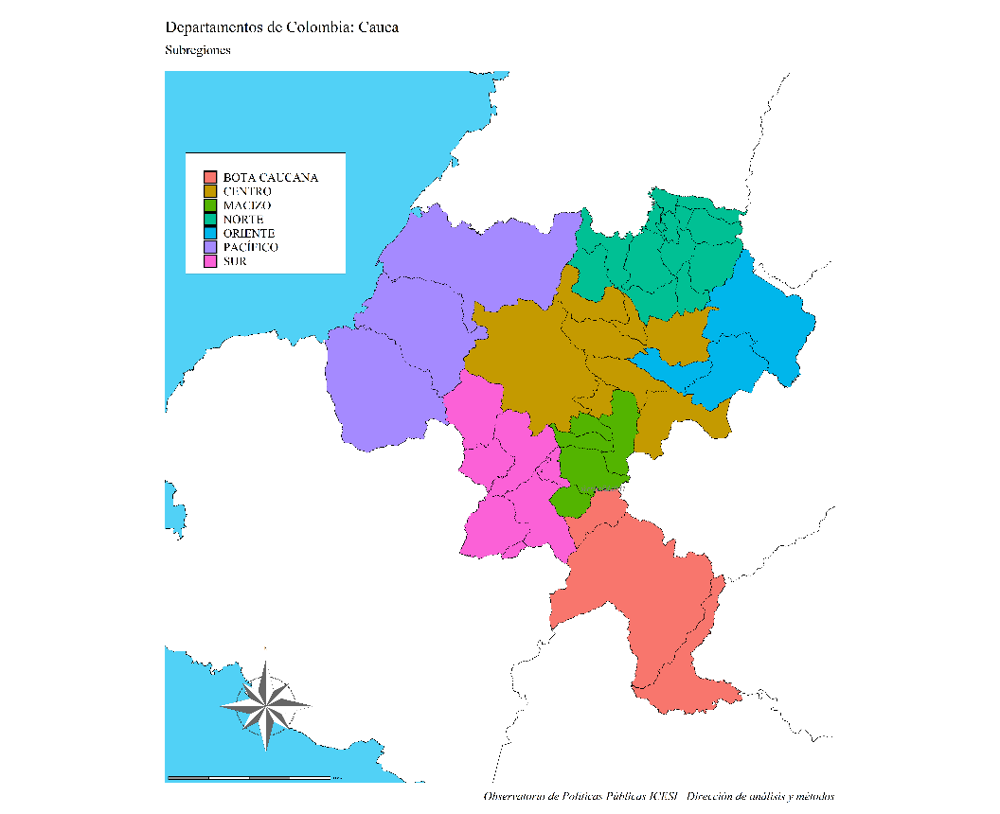 Departamentos de Colombia: Cauca
Subregiones
BOTA CAUCANA
CENTRO
MACIZO
NORTE
ORIENTE
PACÍFICO
SUR
Observatorio de Políticas Públicas ICESI - Dirección de análisis y métodos